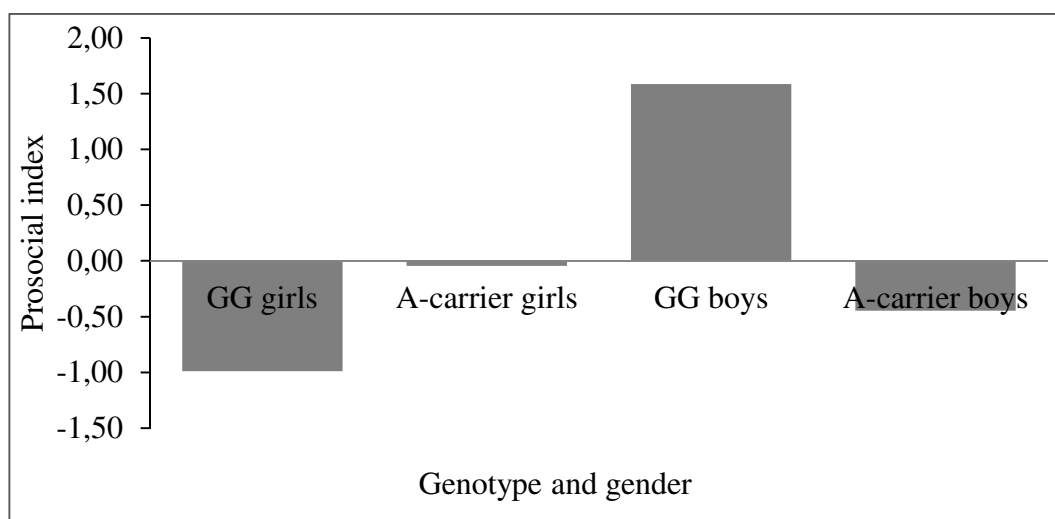 2,00
1,50
1,00
0,50
0,00
-0,50
-1,00
-1,50
Prosocial index
GG girls
A-carrier girls
GG boys
A-carrier boys
Genotype and gender